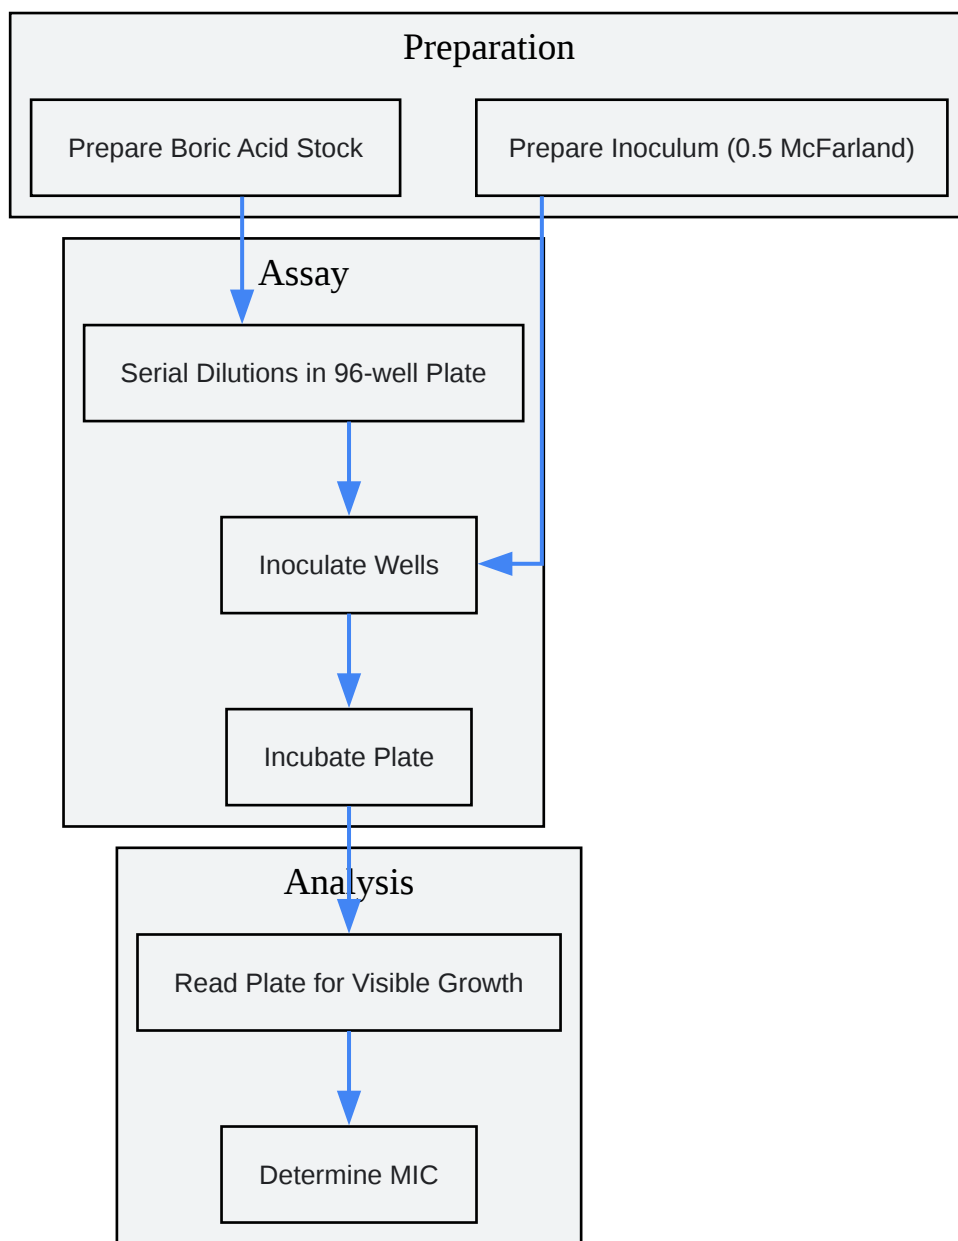 Preparation
Prepare Boric Acid Stock
Prepare Inoculum (0.5 McFarland)
Assay
Serial Dilutions in 96-well Plate
Inoculate Wells
Incubate Plate
Analysis
Read Plate for Visible Growth
Determine MIC